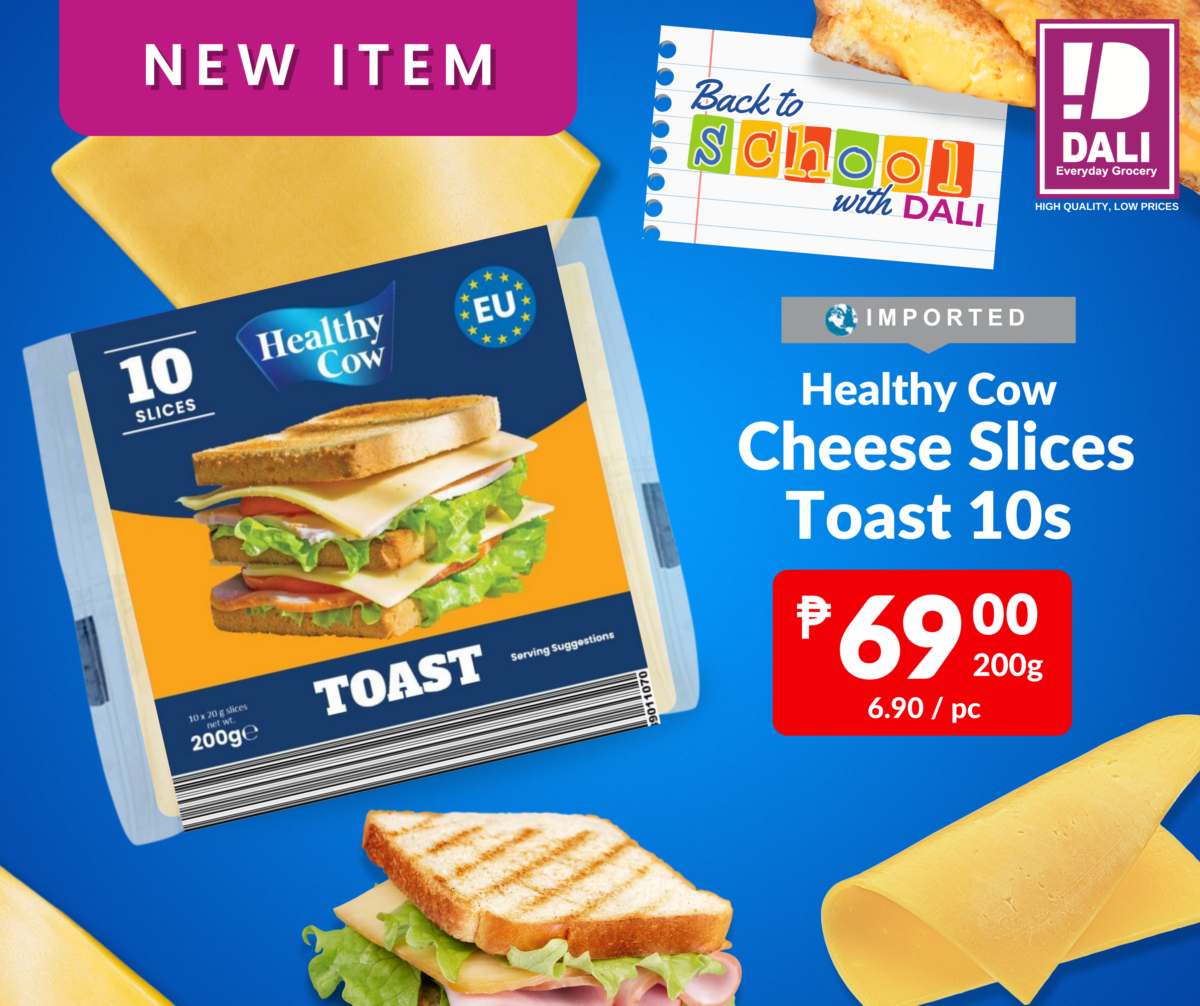 NEW ITEM
Back to
School
with DALI
!D
DALI
Everyday Grocery
HIGH QUALITY, LOW PRICES
10
SLICES
Healthy
Cow
EU
TOAST
Serving Suggestions
10 x 20 g slices
net wt.
200g℮
9011070
IMPORTED
Healthy Cow
Cheese Slices
Toast 10s
₱69 00
200g
6.90 / pc